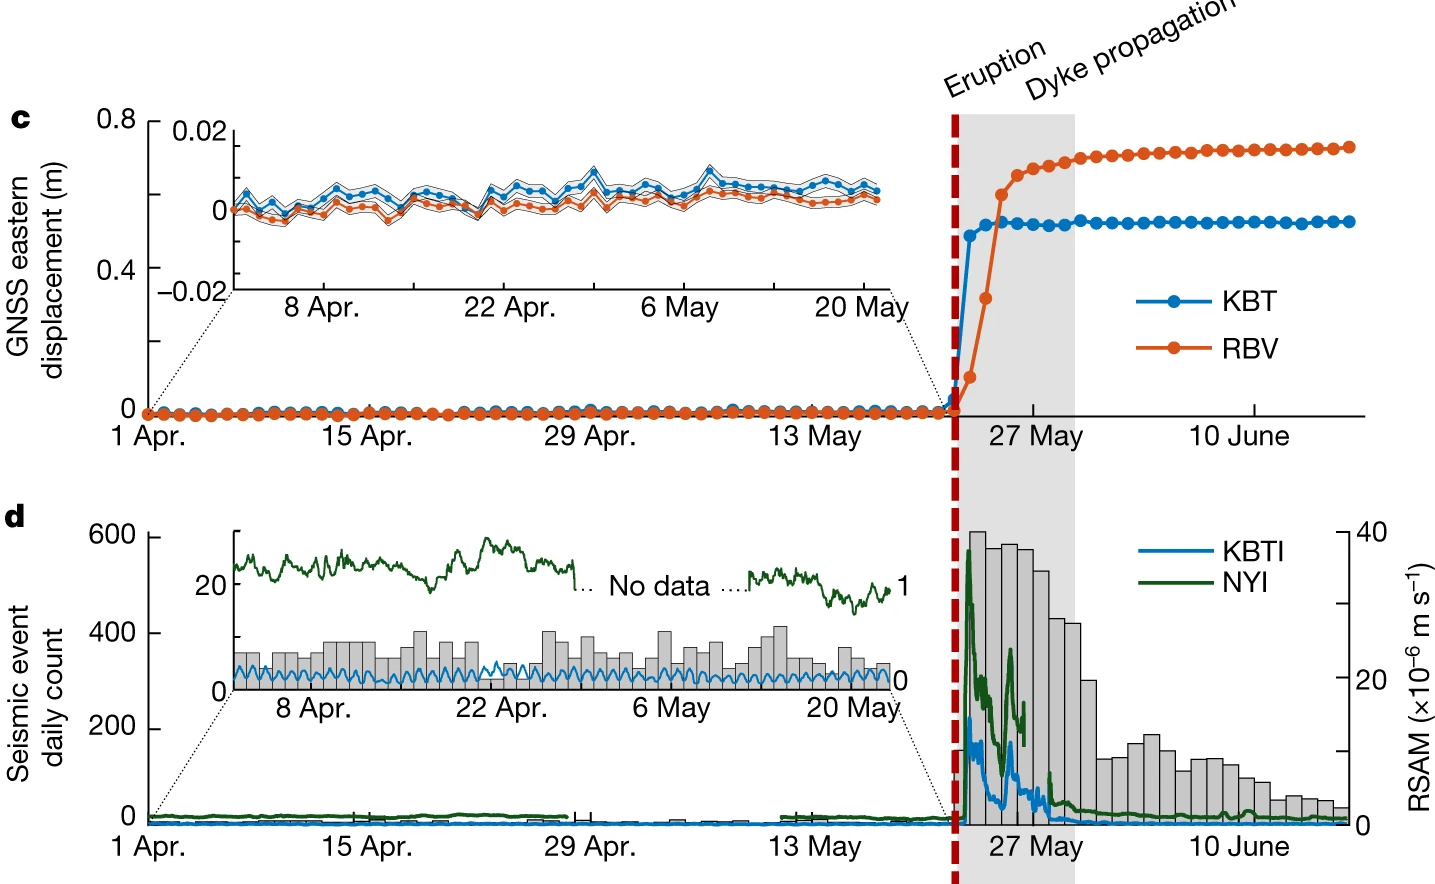 Eruption
Dyke propagation
c
GNSS eastern
displacement (m)
0.8
0.4
0
0.02
0
–0.02
8 Apr.
22 Apr.
6 May
20 May
KBT
RBV
1 Apr.
15 Apr.
29 Apr.
13 May
27 May
10 June
d
Seismic event
daily count
600
400
200
0
20
0
No data
1
0
8 Apr.
22 Apr.
6 May
20 May
KBTI
NYI
40
20
0
RSAM (×10⁻⁶ m s⁻¹)
1 Apr.
15 Apr.
29 Apr.
13 May
27 May
10 June